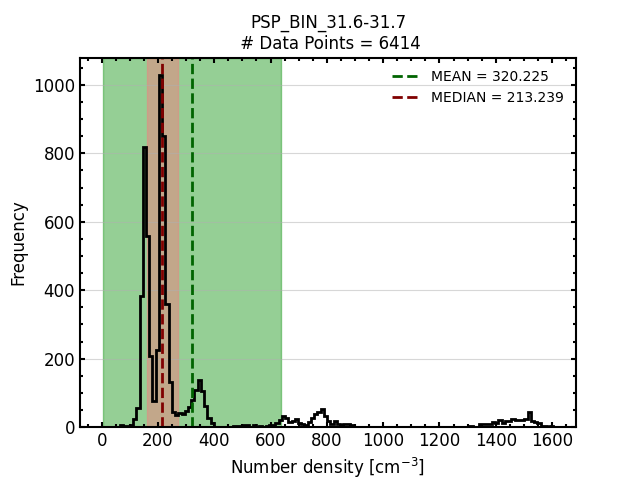 PSP_BIN_31.6-31.7
# Data Points = 6414
MEAN = 320.225
MEDIAN = 213.239
1000
800
600
400
200
0
Frequency
0 200 400 600 800 1000 1200 1400 1600
Number density [cm⁻³]